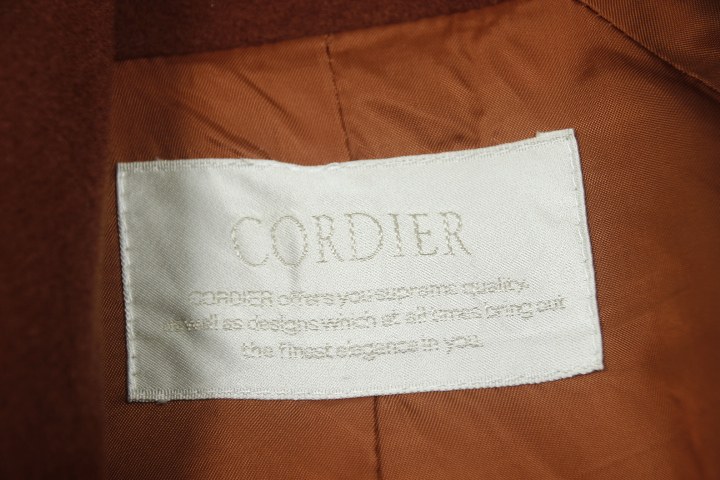 CORDIER
CORDIER offers you supreme quality.
as well as designs which at all times bring out
the finest elegance in you.